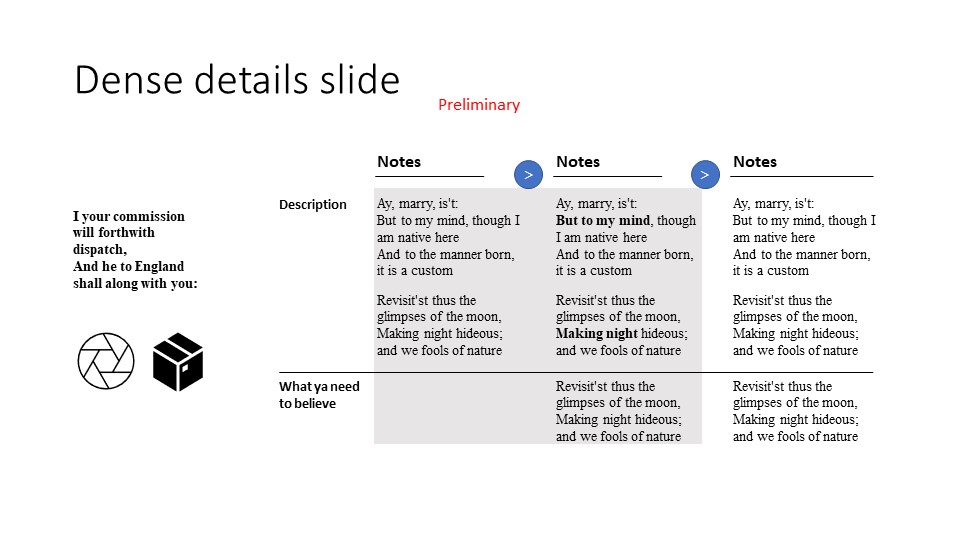 Dense details slide
Preliminary
Notes
>
Notes
>
Notes
I your commission
will forthwith
dispatch,
And he to England
shall along with you:
Description
Ay, marry, is't:
But to my mind, though I
am native here
And to the manner born,
it is a custom
Revisit'st thus the
glimpses of the moon,
Making night hideous;
and we fools of nature
Ay, marry, is't:
But to my mind, though
I am native here
And to the manner born,
it is a custom
Revisit'st thus the
glimpses of the moon,
Making night hideous;
and we fools of nature
Ay, marry, is't:
But to my mind, though I
am native here
And to the manner born,
it is a custom
Revisit'st thus the
glimpses of the moon,
Making night hideous;
and we fools of nature
What ya need
to believe
Revisit'st thus the
glimpses of the moon,
Making night hideous;
and we fools of nature
Revisit'st thus the
glimpses of the moon,
Making night hideous;
and we fools of nature